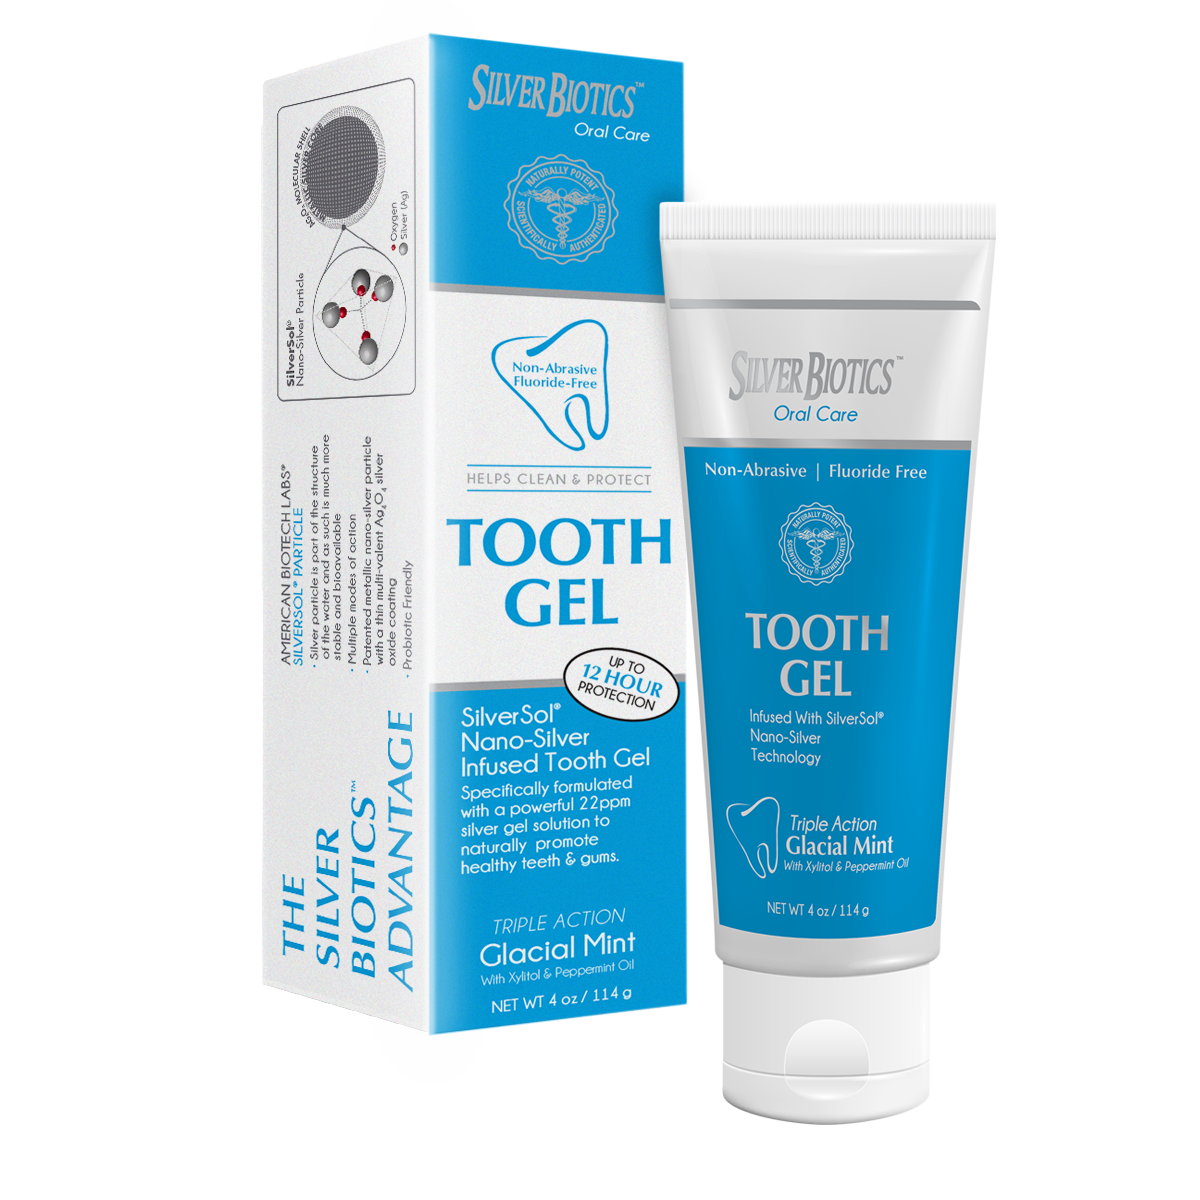 SILVER BIOTICS™
Oral Care
NATURALLY POTENT
SCIENTIFICALLY AUTHENTICATED
Non-Abrasive
Fluoride-Free
HELPS CLEAN & PROTECT
TOOTH
GEL
UP TO
12 HOUR
PROTECTION
SilverSol®
Nano-Silver
Infused Tooth Gel
Specifically formulated
with a powerful 22ppm
silver gel solution to
naturally promote
healthy teeth & gums.
TRIPLE ACTION
Glacial Mint
With Xylitol & Peppermint Oil
NET WT 4 oz / 114 g
THE
SILVER
BIOTICS™
ADVANTAGE
AMERICAN BIOTECH LABS®
SILVERSOL® PARTICLE
• Silver particle is part of the structure
of the water and as such is much more
stable and bioavailable
• Multiple modes of action
• Patented metallic nano-silver particle
with a thin multi-valent Ag4O4 silver
oxide coating
• Probiotic Friendly
SilverSol®
Nano-Silver Particle
MOLECULAR SHELL
METALLIC SILVER CORE
Oxygen
Silver (Ag)
SILVER BIOTICS™
Oral Care
Non-Abrasive | Fluoride Free
NATURALLY POTENT
SCIENTIFICALLY AUTHENTICATED
TOOTH
GEL
Infused With SilverSol®
Nano-Silver
Technology
Triple Action
Glacial Mint
With Xylitol & Peppermint Oil
NET WT 4 oz / 114 g